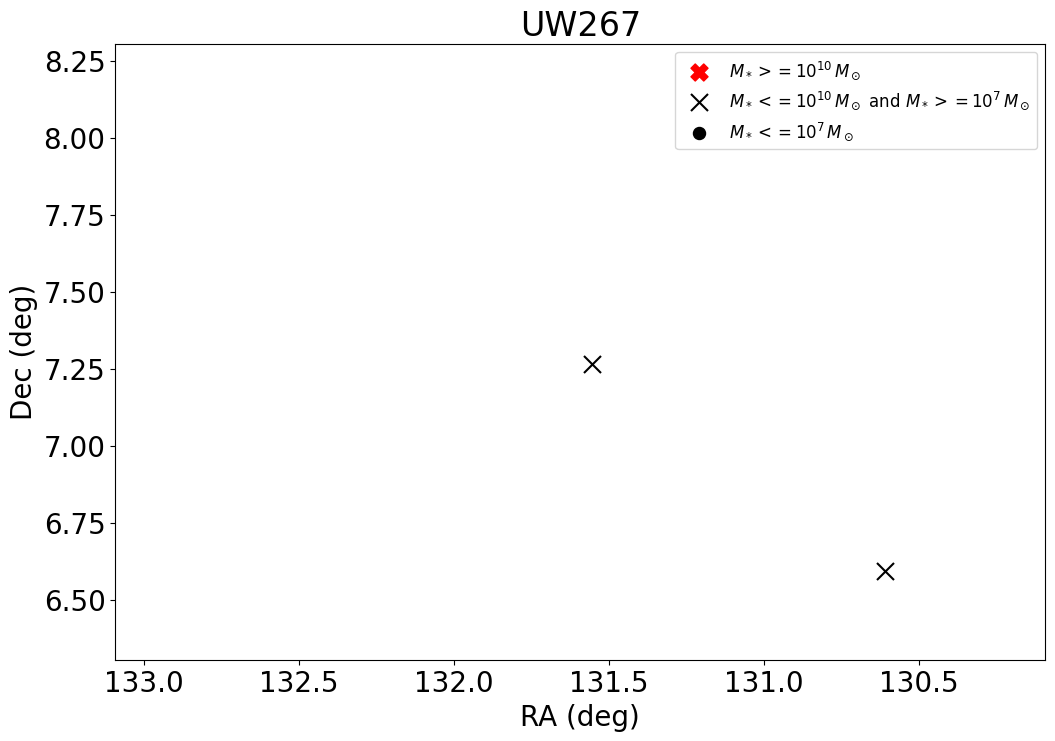 UW267
M* >= 10^10 M⊙
M* <= 10^10 M⊙ and M* >= 10^7 M⊙
M* <= 10^7 M⊙
8.25
8.00
7.75
7.50
7.25
7.00
6.75
6.50
Dec (deg)
133.0 132.5 132.0 131.5 131.0 130.5
RA (deg)